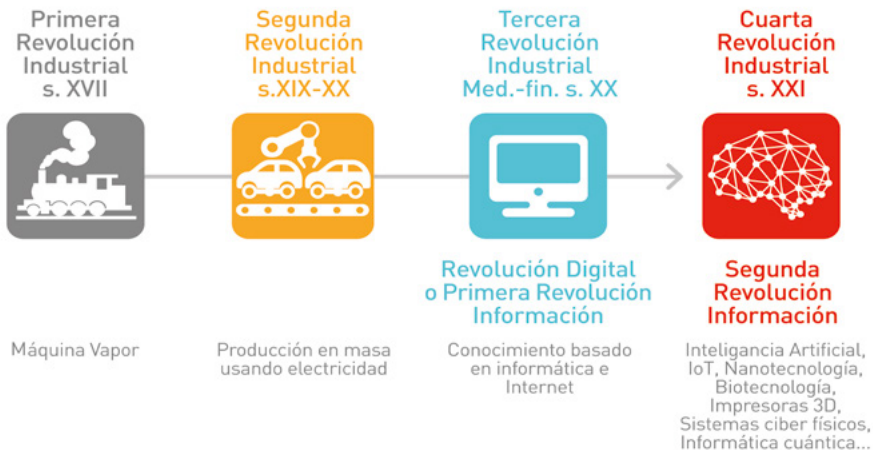 Primera
Revolución
Industrial
s. XVII
Segunda
Revolución
Industrial
s.XIX-XX
Tercera
Revolución
Industrial
Med.-fin. s. XX
Cuarta
Revolución
Industrial
s. XXI
Revolución Digital
o Primera Revolución
Información
Segunda
Revolución
Información
Máquina Vapor
Producción en masa
usando electricidad
Conocimiento basado
en informática e
Internet
Inteligancia Artificial,
IoT, Nanotecnología,
Biotecnología,
Impresoras 3D,
Sistemas ciber físicos,
Informática cuántica...